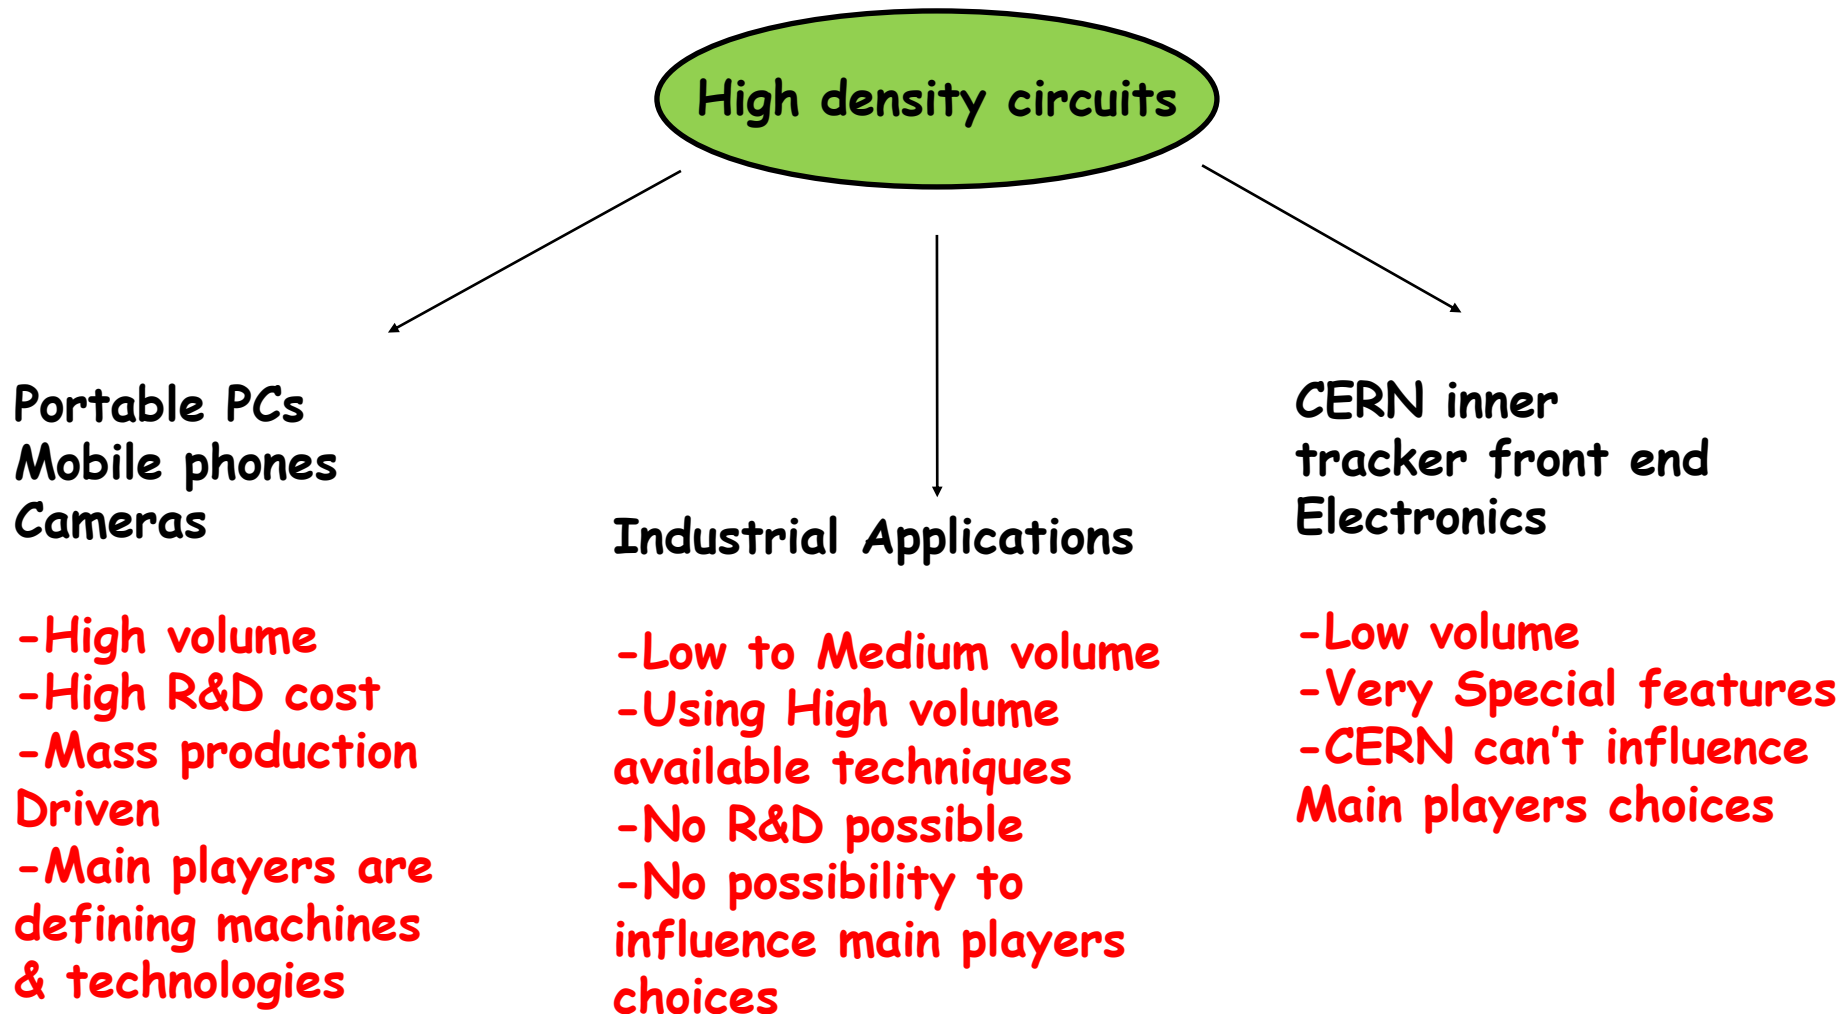 High density circuits
Portable PCs
Mobile phones
Cameras
-High volume
-High R&D cost
-Mass production
Driven
-Main players are
defining machines
& technologies
Industrial Applications
-Low to Medium volume
-Using High volume
available techniques
-No R&D possible
-No possibility to
influence main players
choices
CERN inner
tracker front end
Electronics
-Low volume
-Very Special features
-CERN can't influence
Main players choices